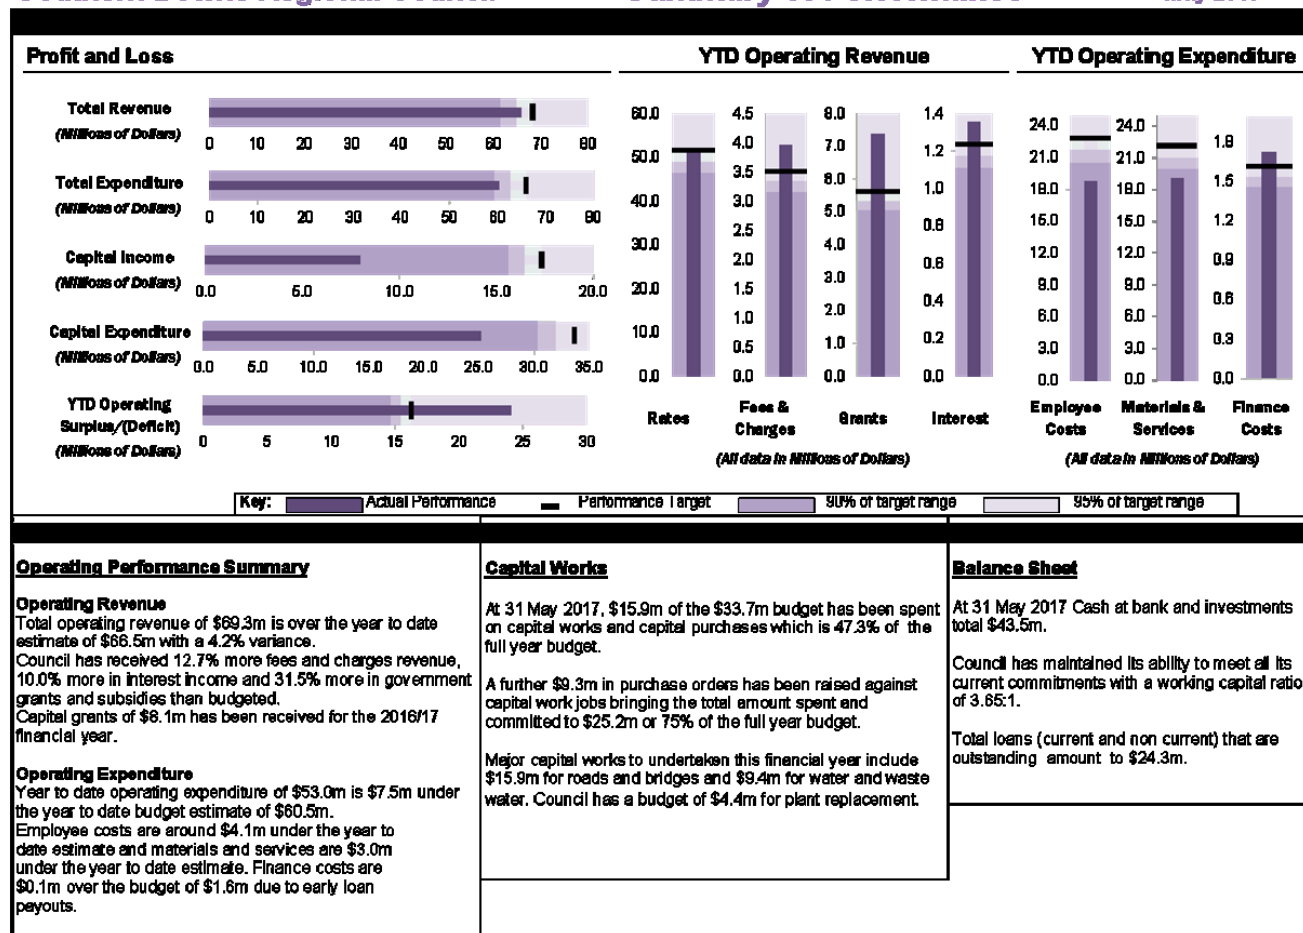 Profit and Loss
YTD Operating Revenue
YTD Operating Expenditure
Total Revenue
(Millions of Dollars)
0 10 20 30 40 50 60 70 80
Total Expenditure
(Millions of Dollars)
0 10 20 30 40 50 60 70 80
Capital Income
(Millions of Dollars)
0.0 5.0 10.0 15.0 20.0
Capital Expenditure
(Millions of Dollars)
0.0 5.0 10.0 15.0 20.0 25.0 30.0 35.0
YTD Operating
Surplus/(Deficit)
(Millions of Dollars)
0 5 10 15 20 25 30
60.0
50.0
40.0
30.0
20.0
10.0
0.0
Rates
4.5
4.0
3.5
3.0
2.5
2.0
1.5
1.0
0.5
0.0
Fees &
Charges
8.0
7.0
6.0
5.0
4.0
3.0
2.0
1.0
0.0
Grants
1.4
1.2
1.0
0.8
0.6
0.4
0.2
0.0
Interest
(All data in Millions of Dollars)
24.0
21.0
18.0
15.0
12.0
9.0
6.0
3.0
0.0
Employee
Costs
24.0
21.0
18.0
15.0
12.0
9.0
6.0
3.0
0.0
Materials &
Services
1.8
1.5
1.2
0.9
0.6
0.3
0.0
Finance
Costs
(All data in Millions of Dollars)
Key: Actual Performance Performance Target 90% of target range 95% of target range
Operating Performance Summary
Operating Revenue
Total operating revenue of $69.3m is over the year to date
estimate of $66.5m with a 4.2% variance.
Council has received 12.7% more fees and charges revenue,
10.0% more in interest income and 31.5% more in government
grants and subsidies than budgeted.
Capital grants of $8.1m has been received for the 2016/17
financial year.
Operating Expenditure
Year to date operating expenditure of $53.0m is $7.5m under
the year to date budget estimate of $60.5m.
Employee costs are around $4.1m under the year to
date estimate and materials and services are $3.0m
under the year to date estimate. Finance costs are
$0.1m over the budget of $1.6m due to early loan
payouts.
Capital Works
At 31 May 2017, $15.9m of the $33.7m budget has been spent
on capital works and capital purchases which is 47.3% of the
full year budget.
A further $9.3m in purchase orders has been raised against
capital work jobs bringing the total amount spent and
committed to $25.2m or 75% of the full year budget.
Major capital works to undertaken this financial year include
$15.9m for roads and bridges and $9.4m for water and waste
water. Council has a budget of $4.4m for plant replacement.
Balance Sheet
At 31 May 2017 Cash at bank and investments
total $43.5m.
Council has maintained its ability to meet all its
current commitments with a working capital ratio
of 3.65:1.
Total loans (current and non current) that are
outstanding amount to $24.3m.